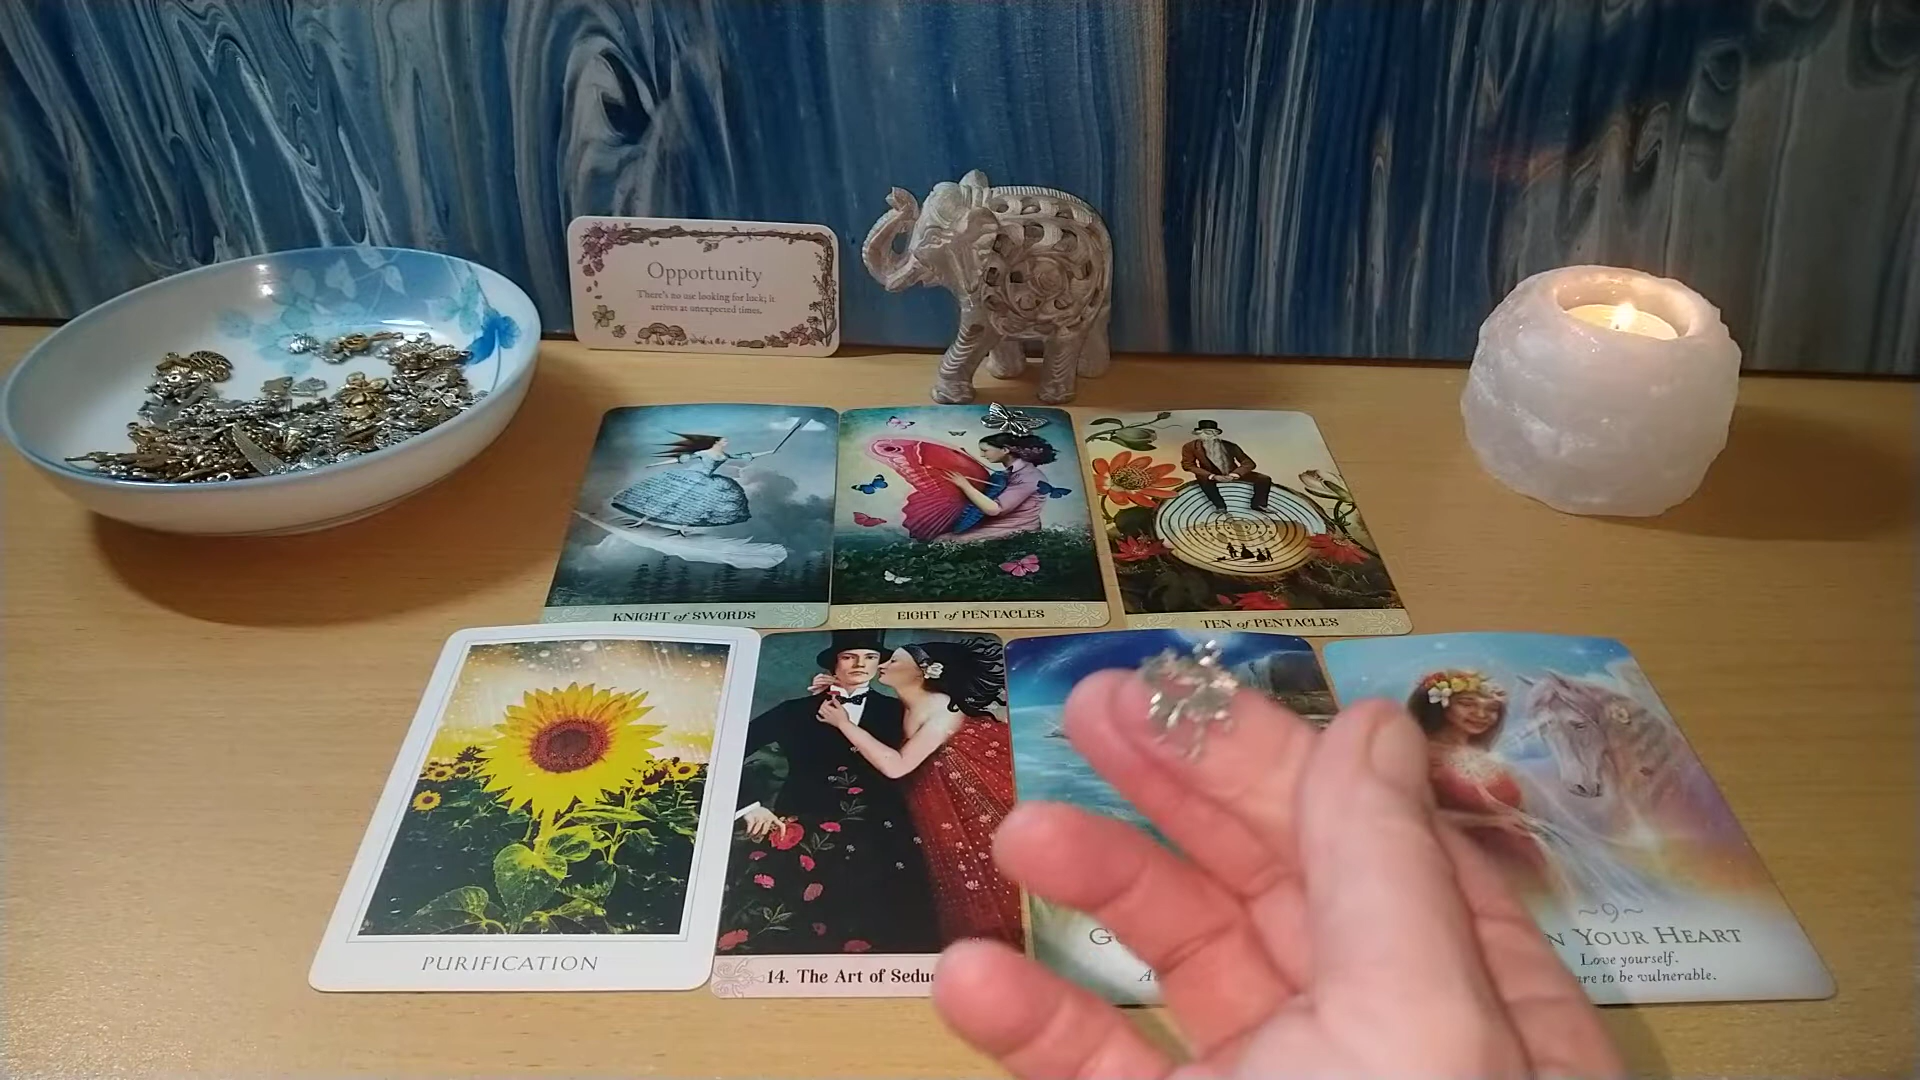 Opportunity
There's no use looking for luck; it
arrives at unexpected times.
KNIGHT of SWORDS
EIGHT of PENTACLES
TEN of PENTACLES
PURIFICATION
14. The Art of Seduc
G
A
~9~
N YOUR HEART
Love yourself.
are to be vulnerable.